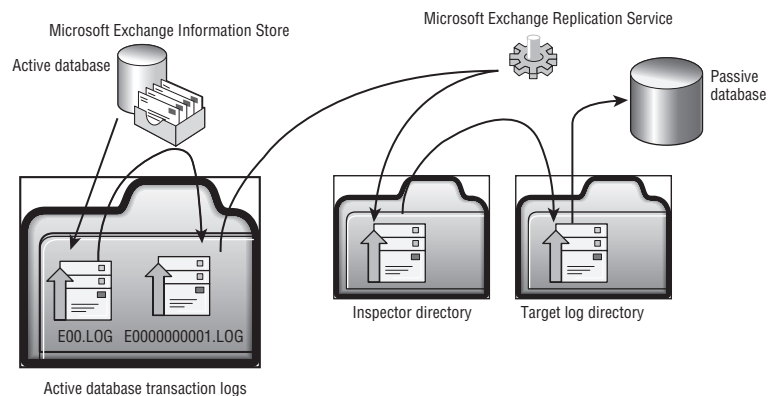 Microsoft Exchange Information Store
Active database
Microsoft Exchange Replication Service
Passive
database
E00.LOG E0000000001.LOG
Inspector directory
Target log directory
Active database transaction logs